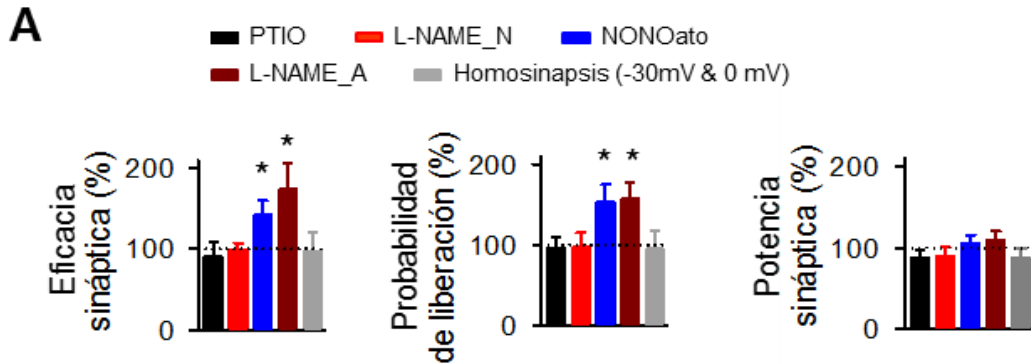 A
PTIO L-NAME_N NONOato
L-NAME_A Homosinapsis (-30mV & 0 mV)
Eficacia
sináptica (%)
200
100
0
* *
Probabilidad
de liberación (%)
200
100
0
* *
Potencia
sináptica (%)
200
100
0